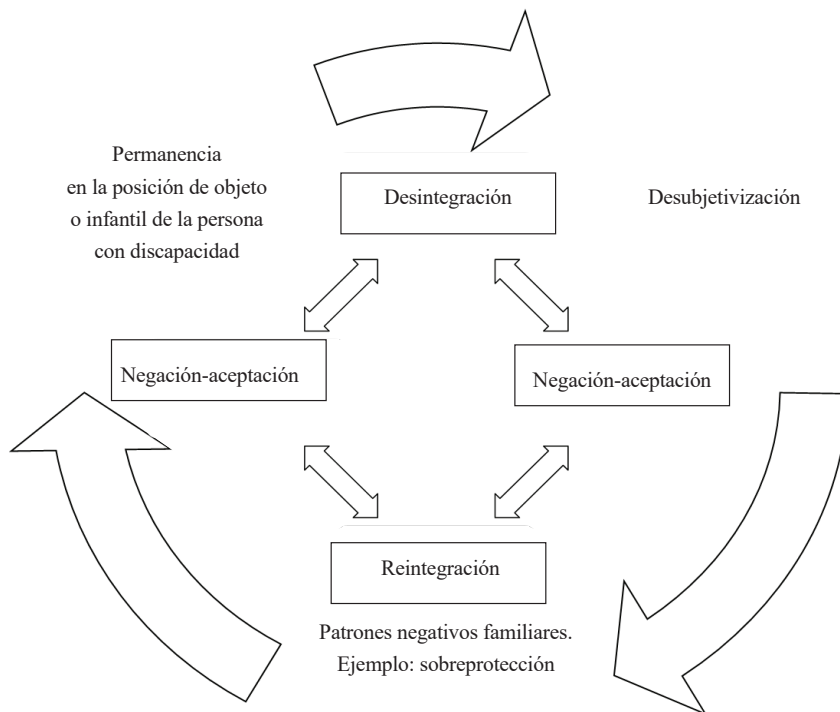 Permanencia
en la posición de objeto
o infantil de la persona
con discapacidad
Desintegración
Desubjetivización
Negación-aceptación
Negación-aceptación
Reintegración
Patrones negativos familiares.
Ejemplo: sobreprotección